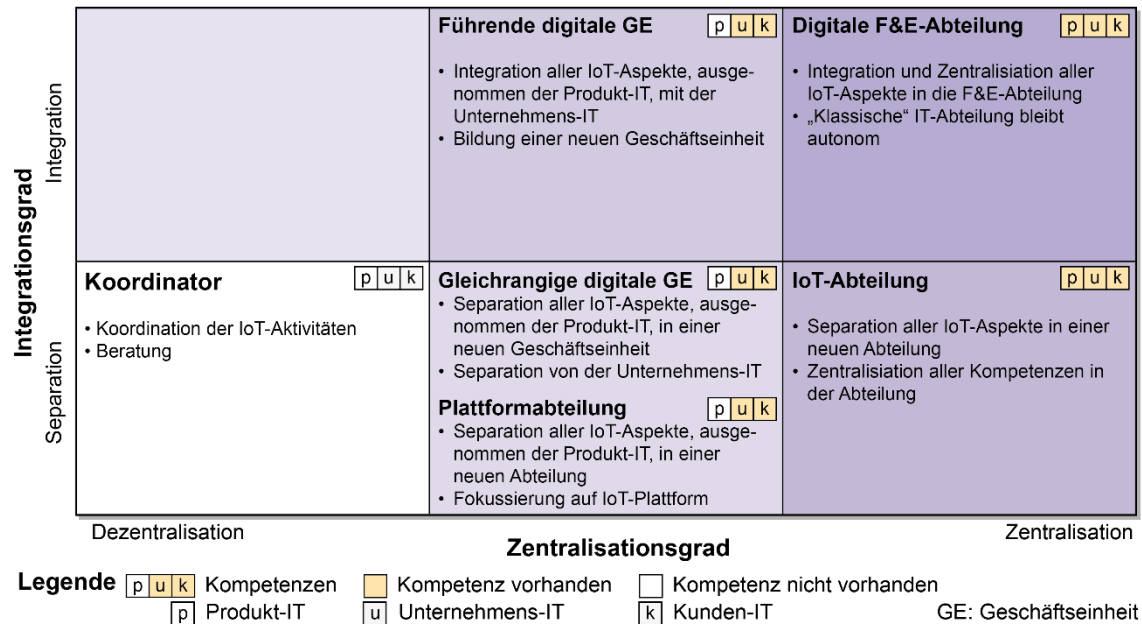 Führende digitale GE p u k
• Integration aller IoT-Aspekte, ausge-
nommen der Produkt-IT, mit der
Unternehmens-IT
• Bildung einer neuen Geschäftseinheit
Digitale F&E-Abteilung p u k
• Integration und Zentralisiation aller
IoT-Aspekte in die F&E-Abteilung
• „Klassische“ IT-Abteilung bleibt
autonom
Integrationsgrad
Integration
Separation
Koordinator p u k
• Koordination der IoT-Aktivitäten
• Beratung
Gleichrangige digitale GE p u k
• Separation aller IoT-Aspekte, ausge-
nommen der Produkt-IT, in einer
neuen Geschäftseinheit
• Separation von der Unternehmens-IT
Plattformabteilung p u k
• Separation aller IoT-Aspekte, ausge-
nommen der Produkt-IT, in einer
neuen Abteilung
• Fokussierung auf IoT-Plattform
IoT-Abteilung p u k
• Separation aller IoT-Aspekte in einer
neuen Abteilung
• Zentralisiation aller Kompetenzen in
der Abteilung
Dezentralisation
Zentralisationsgrad
Zentralisation
Legende p u k Kompetenzen Kompetenz vorhanden Kompetenz nicht vorhanden
p Produkt-IT u Unternehmens-IT k Kunden-IT GE: Geschäftseinheit